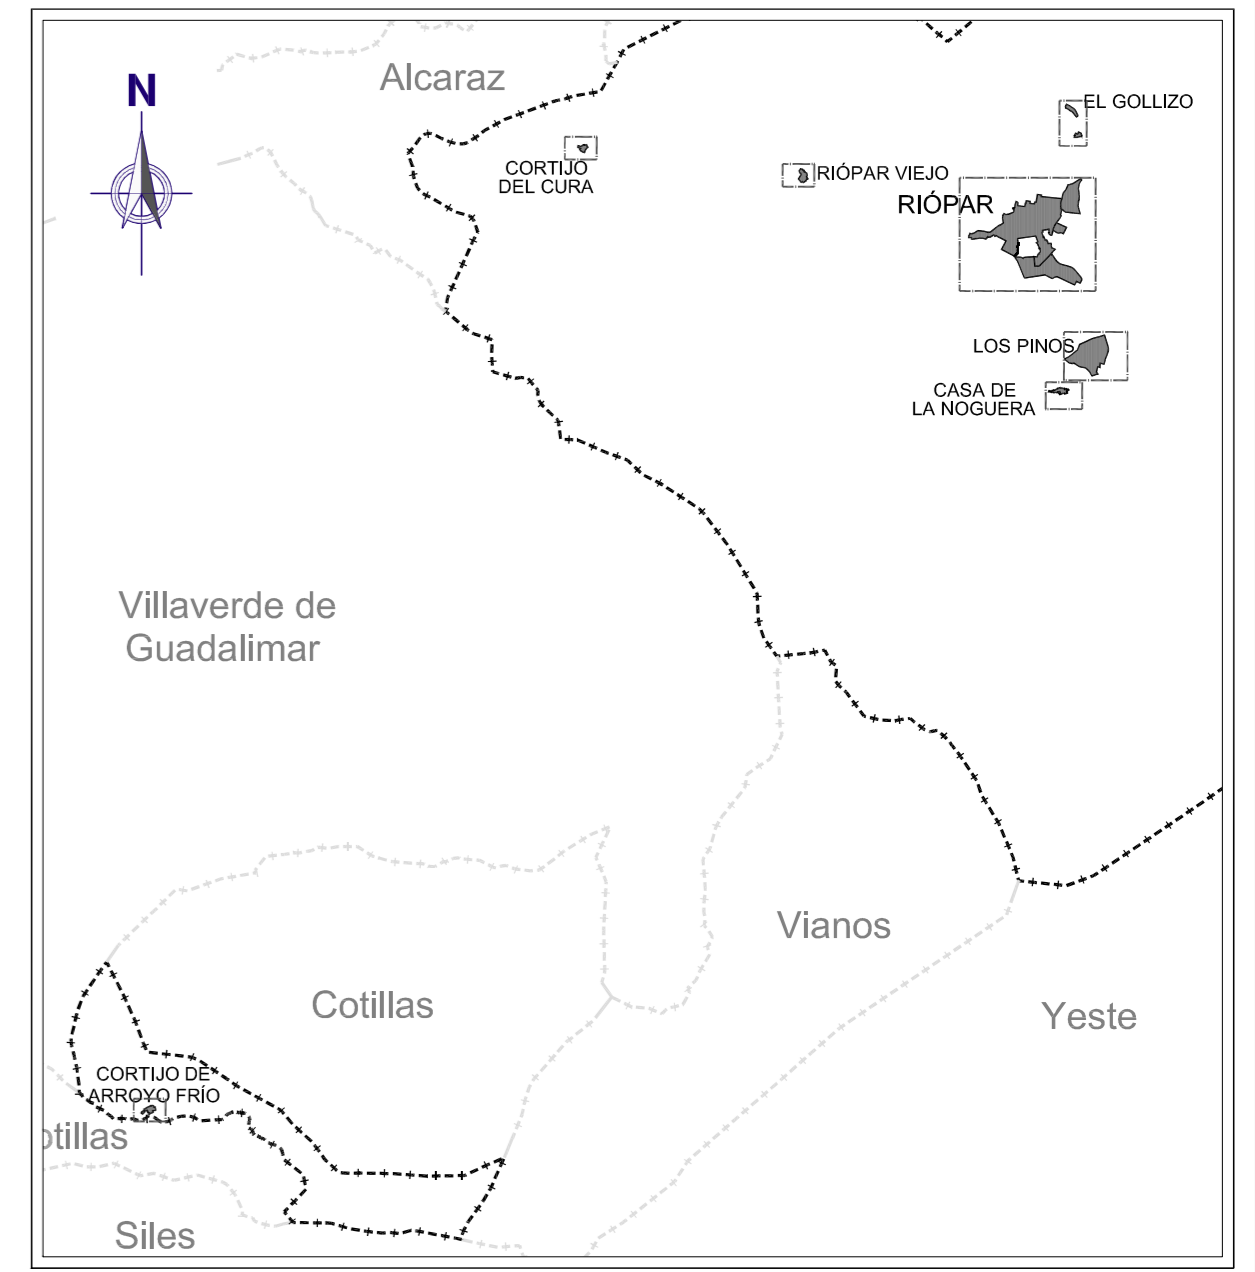 Alcaraz
N
EL GOLLIZO
CORTIJO
DEL CURA
RIÓPAR VIEJO
RIÓPAR
LOS PINOS
CASA DE
LA NOGUERA
Villaverde de
Guadalimar
Vianos
Cotillas
Yeste
CORTIJO DE
ARROYO FRÍO
otillas
Siles